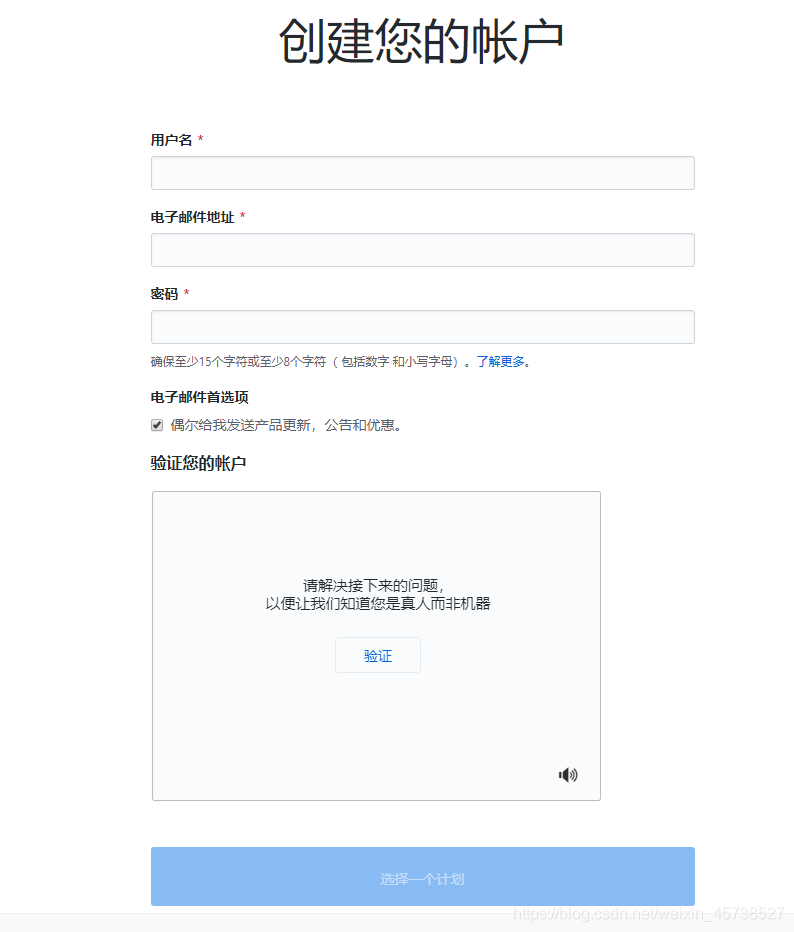 创建您的帐户
用户名 *
电子邮件地址 *
密码 *
确保至少15个字符或至少8个字符（ 包括数字 和小写字母）。了解更多。
电子邮件首选项
偶尔给我发送产品更新，公告和优惠。
验证您的帐户
请解决接下来的问题，
以便让我们知道您是真人而非机器
验证
选择一个计划
https://blog.csdn.net/weixin_45738527